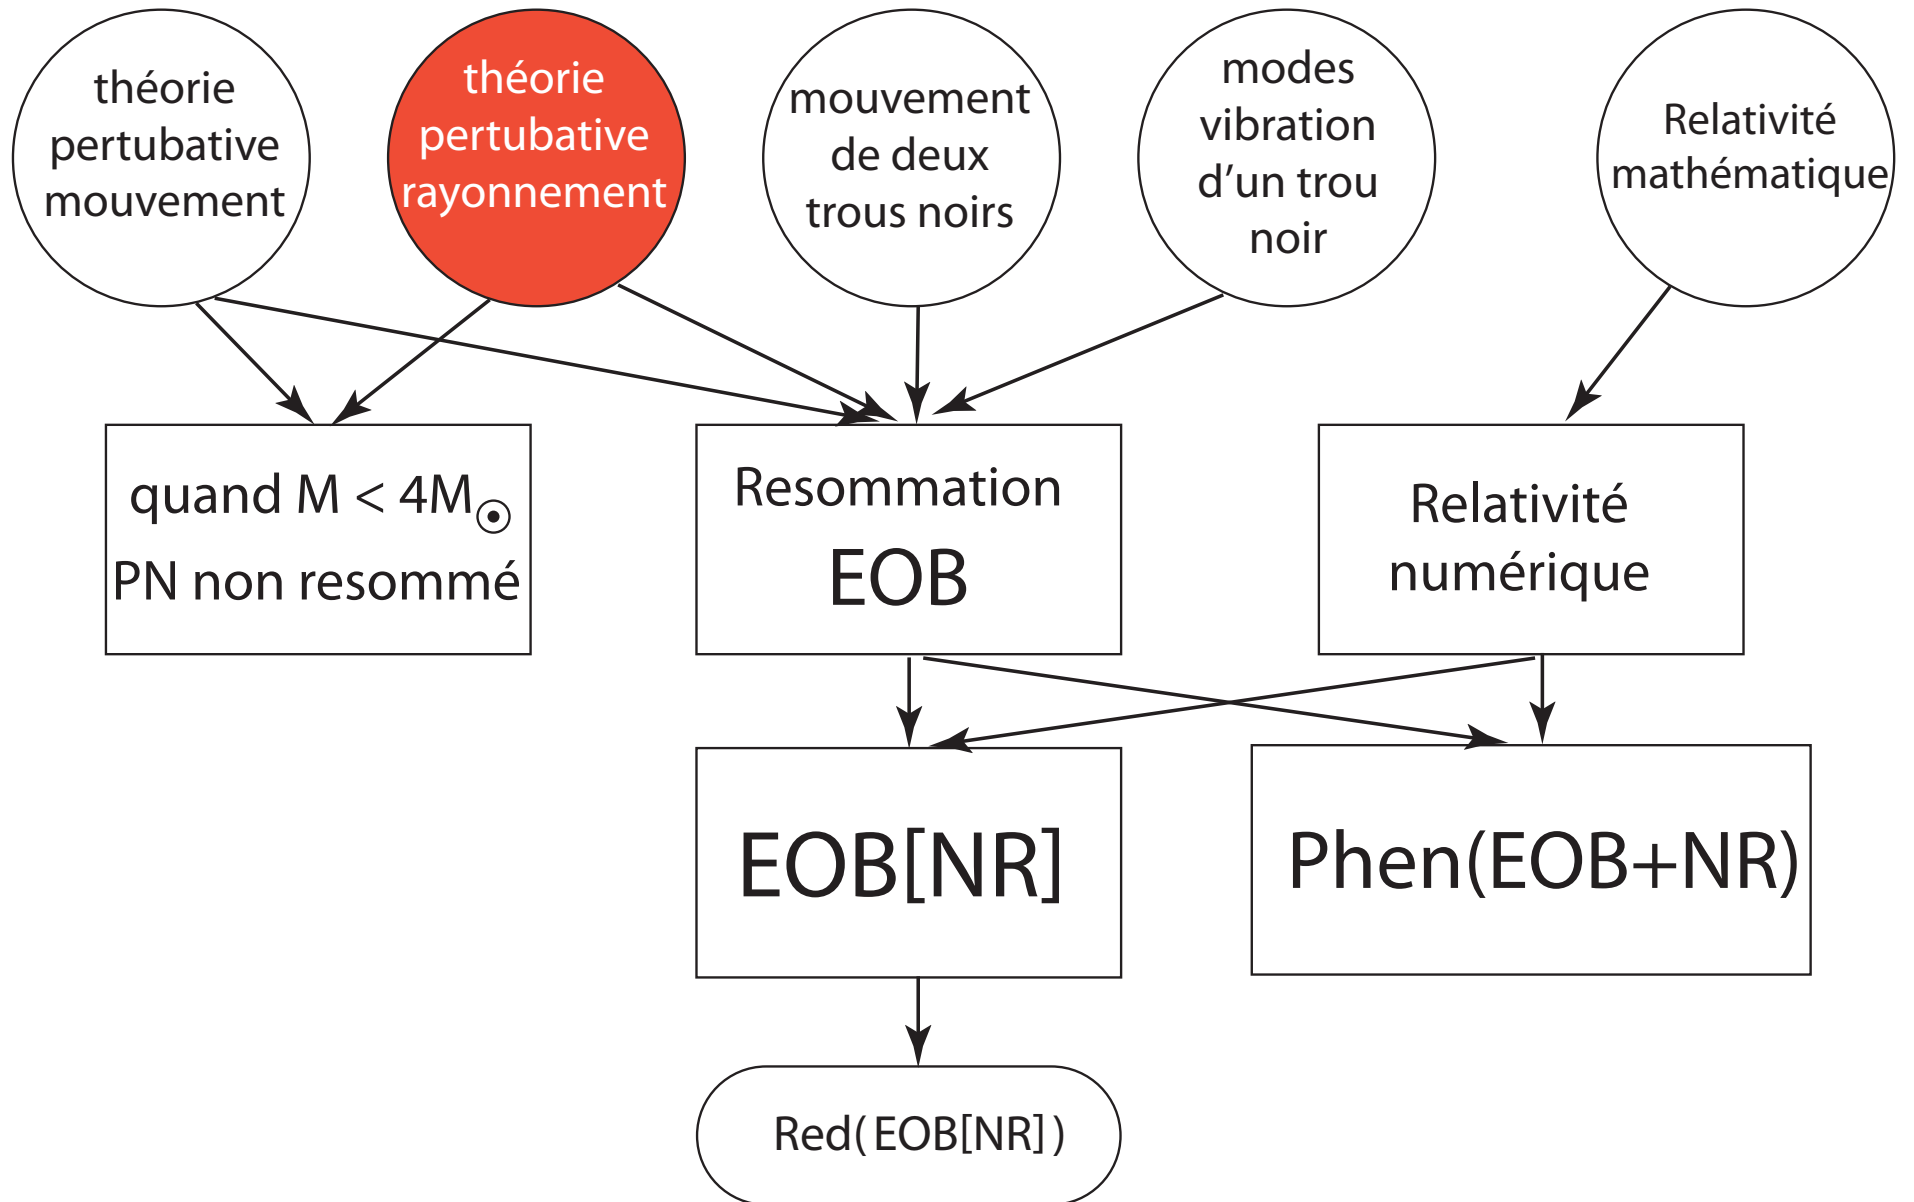 théorie
pertubative
mouvement
théorie
pertubative
rayonnement
mouvement
de deux
trous noirs
modes
vibration
d'un trou
noir
Relativité
mathématique
quand M < 4M☉
PN non resommé
Resommation
EOB
Relativité
numérique
EOB[NR]
Phen(EOB+NR)
Red(EOB[NR])